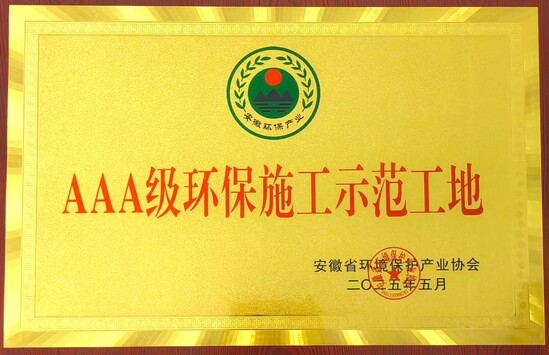 安徽环保产业
AAA级环保施工示范工地
安徽省环境保护产业协会
二〇二五年五月